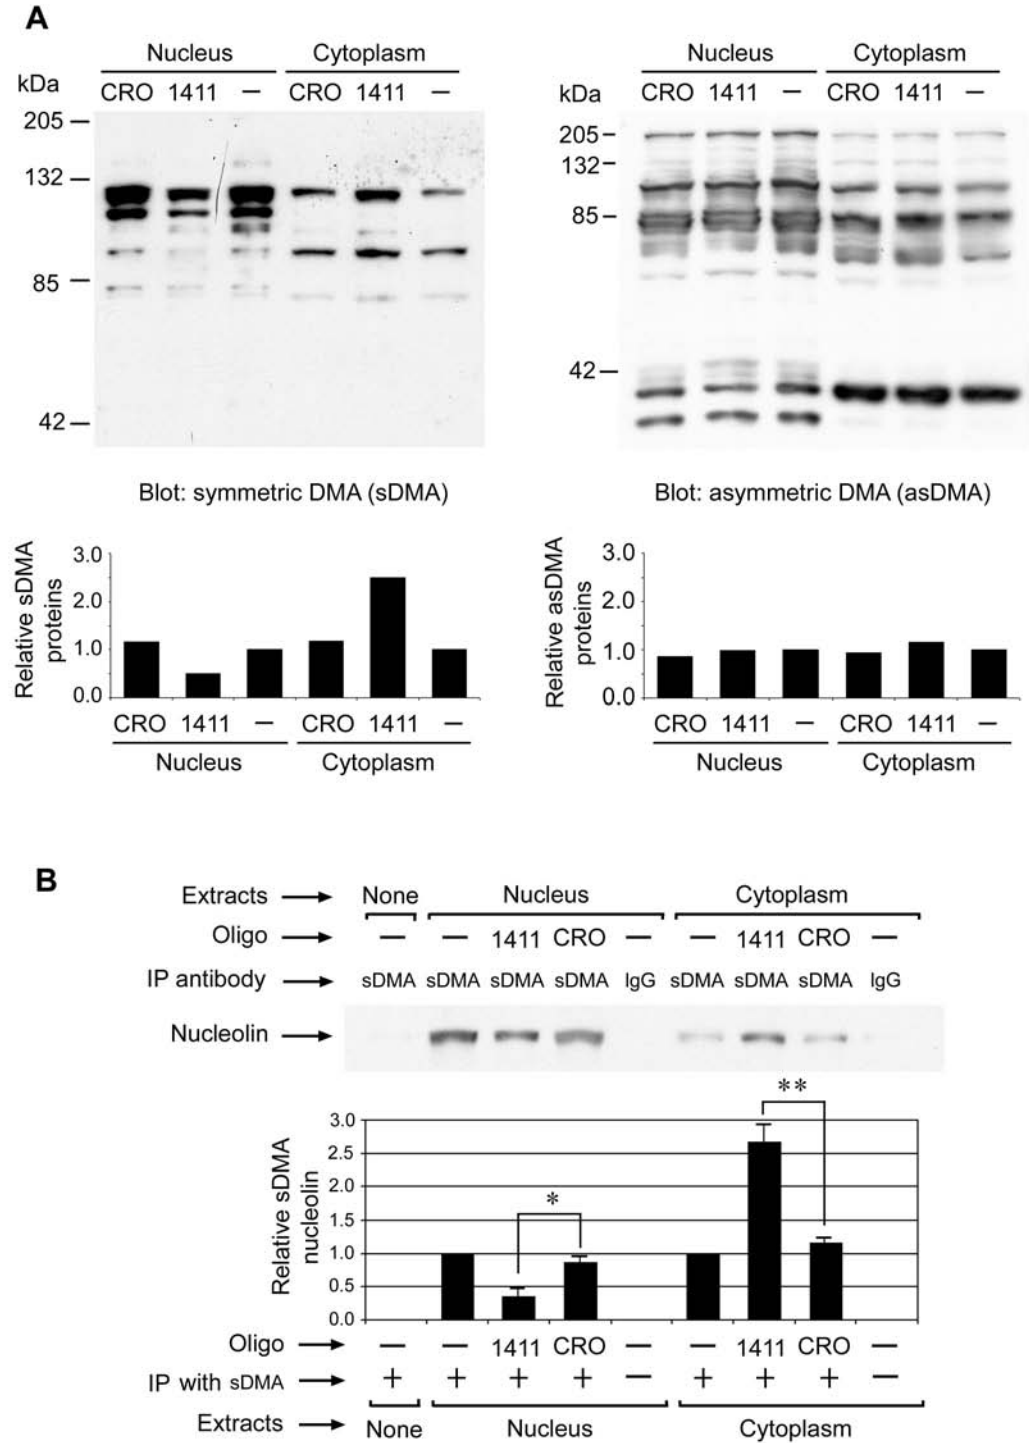 A
Nucleus Cytoplasm
kDa CRO 1411 — CRO 1411 —
205
132
85
42
Blot: symmetric DMA (sDMA)
Nucleus Cytoplasm
kDa CRO 1411 — CRO 1411 —
205
132
85
42
Blot: asymmetric DMA (asDMA)
Relative sDMA
proteins
3.0
2.0
1.0
0.0
CRO 1411 — CRO 1411 —
Nucleus Cytoplasm
Relative asDMA
proteins
3.0
2.0
1.0
0.0
CRO 1411 — CRO 1411 —
Nucleus Cytoplasm
B
Extracts → None Nucleus Cytoplasm
Oligo → — — 1411 CRO — — 1411 CRO —
IP antibody → sDMA sDMA sDMA sDMA IgG sDMA sDMA sDMA IgG
Nucleolin →
Relative sDMA
nucleolin
3.0
2.5
2.0
1.5
1.0
0.5
0.0
*
**
Oligo → — — 1411 CRO — — 1411 CRO —
IP with sDMA → + + + + — + + + —
Extracts → None Nucleus Cytoplasm